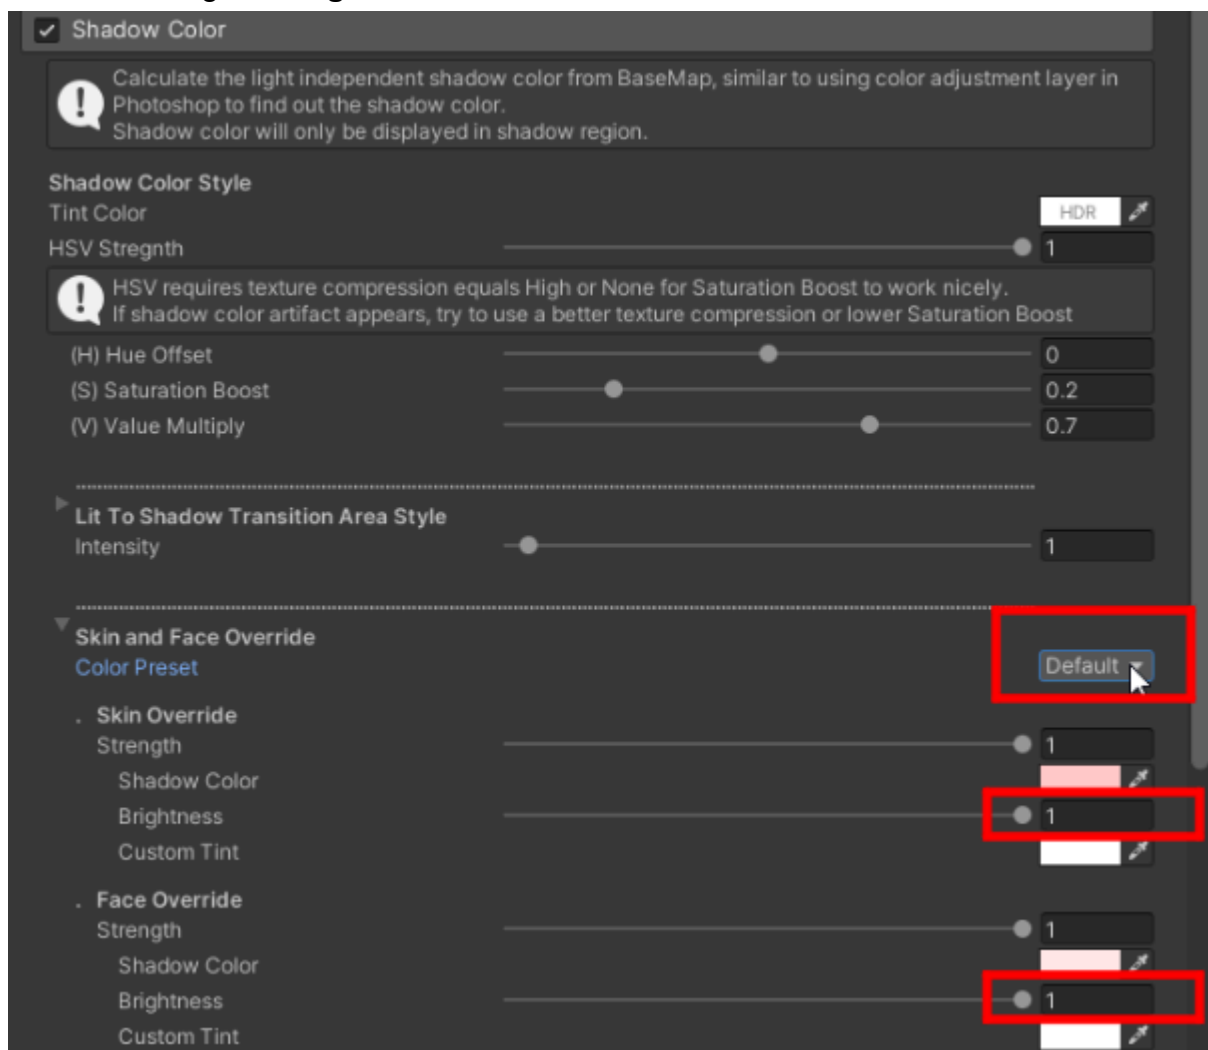 Shadow Color
Calculate the light independent shadow color from BaseMap, similar to using color adjustment layer in
Photoshop to find out the shadow color.
Shadow color will only be displayed in shadow region.
Shadow Color Style
Tint Color HDR
HSV Stregnth 1
HSV requires texture compression equals High or None for Saturation Boost to work nicely.
If shadow color artifact appears, try to use a better texture compression or lower Saturation Boost
(H) Hue Offset 0
(S) Saturation Boost 0.2
(V) Value Multiply 0.7
Lit To Shadow Transition Area Style
Intensity 1
Skin and Face Override
Color Preset Default
. Skin Override
Strength 1
Shadow Color
Brightness 1
Custom Tint
. Face Override
Strength 1
Shadow Color
Brightness 1
Custom Tint